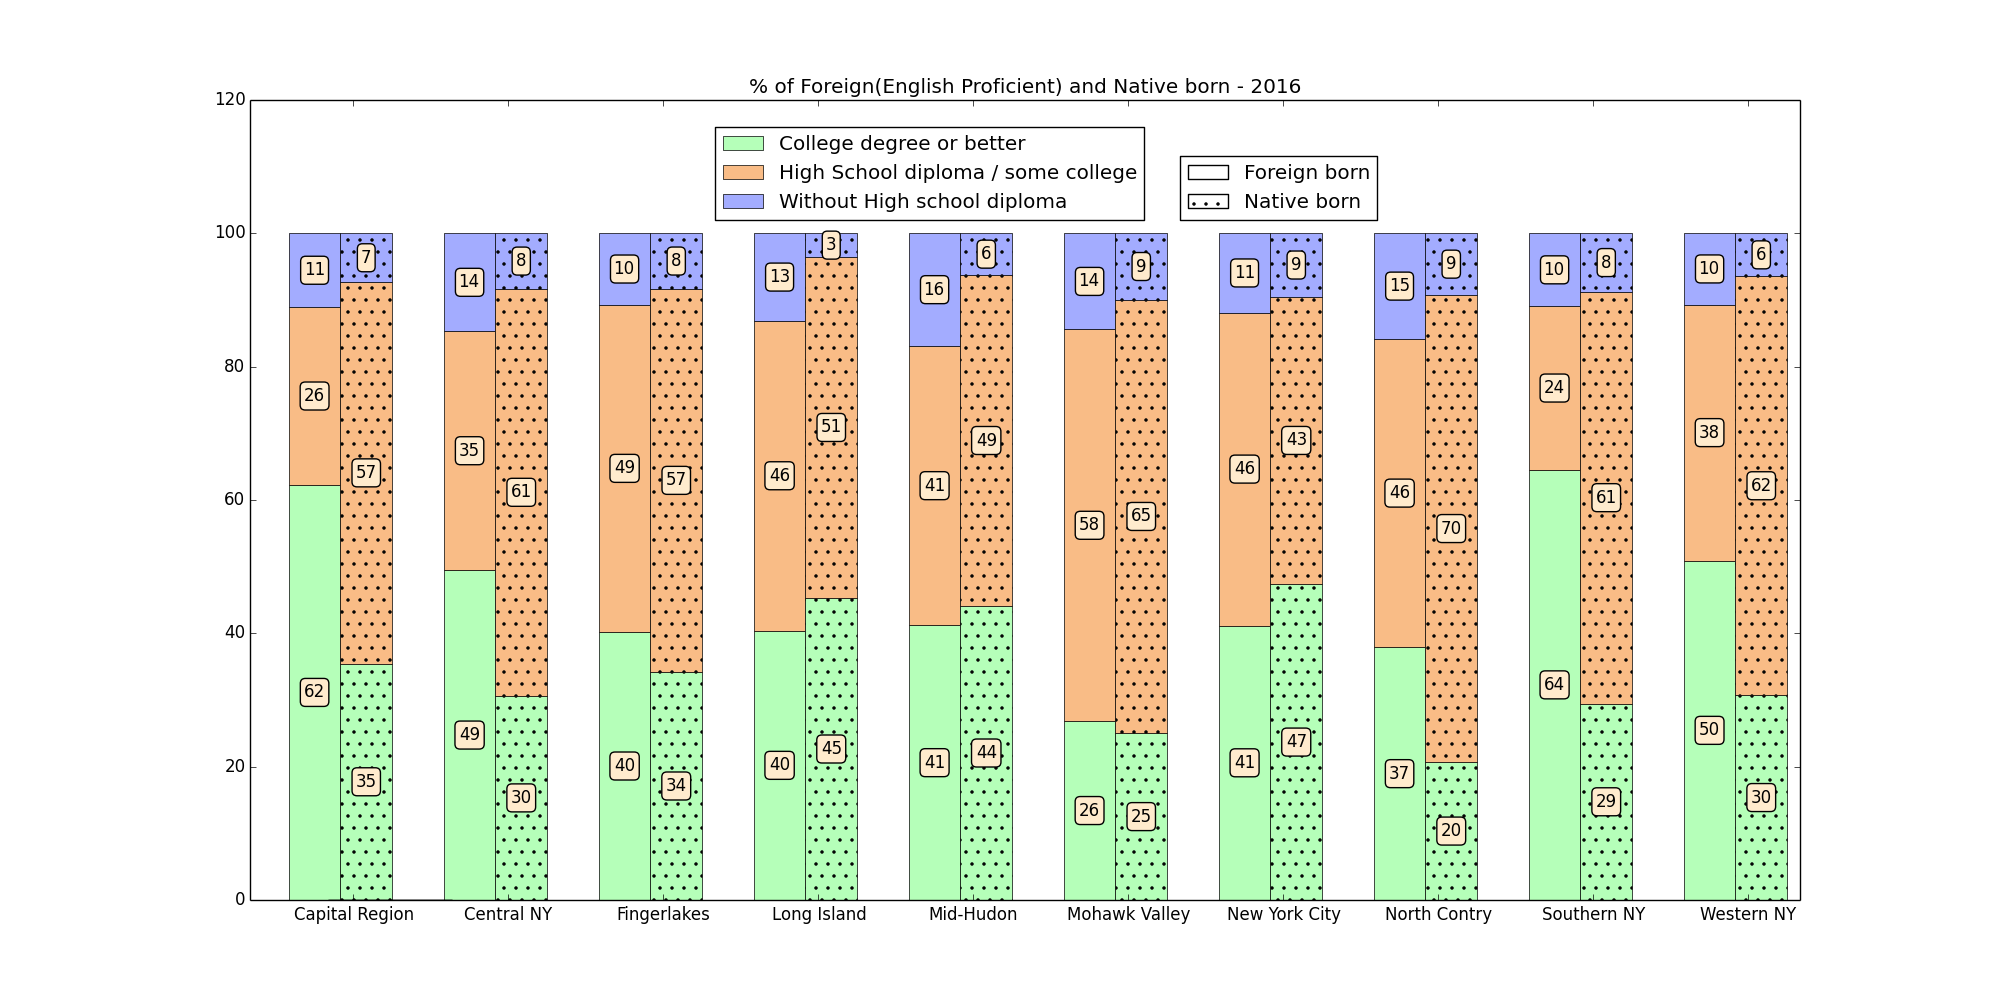 % of Foreign(English Proficient) and Native born - 2016
120
100
80
60
40
20
0
College degree or better
High School diploma / some college
Without High school diploma
Foreign born
Native born
11 7 14 8 10 8 13 3 16 6 14 9 11 9 15 9 10 8 10 6
26 57 35 61 49 57 46 51 41 49 58 65 46 43 46 70 24 61 38 62
62 35 49 30 40 34 40 45 41 44 26 25 41 47 37 20 64 29 50 30
Capital Region Central NY Fingerlakes Long Island Mid-Hudon Mohawk Valley New York City North Contry Southern NY Western NY